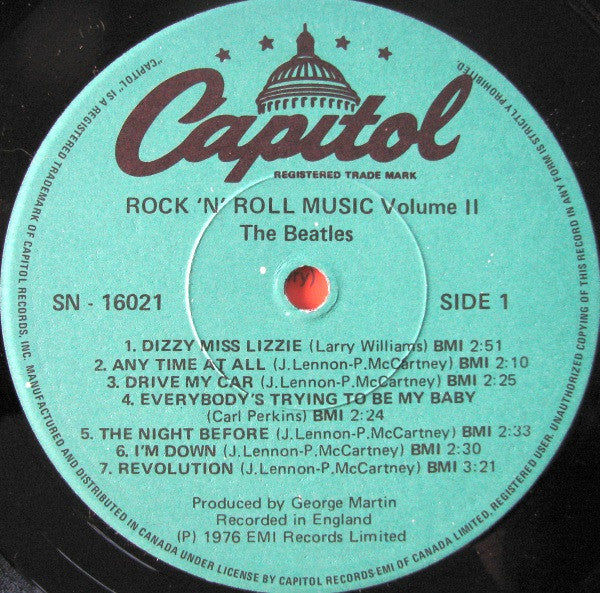 Capitol
REGISTERED TRADE MARK
ROCK 'N' ROLL MUSIC Volume II
The Beatles
SN - 16021
SIDE 1
1. DIZZY MISS LIZZIE (Larry Williams) BMI 2:51
2. ANY TIME AT ALL (J.Lennon-P.McCartney) BMI 2:10
3. DRIVE MY CAR (J.Lennon-P.McCartney) BMI 2:25
4. EVERYBODY'S TRYING TO BE MY BABY
(Carl Perkins) BMI 2:24
5. THE NIGHT BEFORE (J.Lennon-P.McCartney) BMI 2:33
6. I'M DOWN (J.Lennon-P.McCartney) BMI 2:30
7. REVOLUTION (J.Lennon-P.McCartney) BMI 3:21
Produced by George Martin
Recorded in England
(P) 1976 EMI Records Limited
"CAPITOL" IS A REGISTERED TRADEMARK OF CAPITOL RECORDS, INC. MANUFACTURED AND DISTRIBUTED IN CANADA UNDER LICENSE BY CAPITOL RECORDS EMI OF CANADA LIMITED, REGISTERED USER. UNAUTHORIZED COPYING OF THIS RECORD IN ANY FORM IS STRICTLY PROHIBITED.